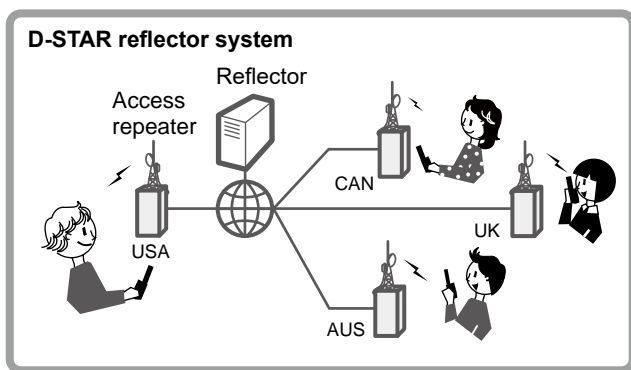 D-STAR reflector system
Reflector
Access
repeater
CAN
UK
USA
AUS